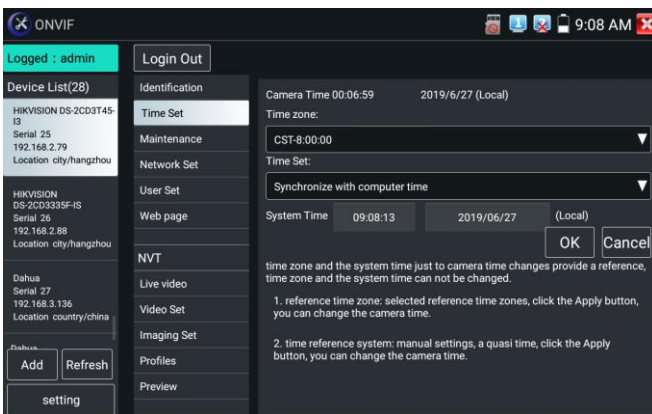 ONVIF
9:08 AM
Logged : admin
Login Out
Device List(28)
HIKVISION DS-2CD3T45-
I3
Serial 25
192.168.2.79
Location city/hangzhou
HIKVISION
DS-2CD3335F-IS
Serial 26
192.168.2.88
Location city/hangzhou
Dahua
Serial 27
192.168.3.136
Location country/china
Dahua
Add
Refresh
setting
Identification
Time Set
Maintenance
Network Set
User Set
Web page
NVT
Live video
Video Set
Imaging Set
Profiles
Preview
Camera Time 00:06:59 2019/6/27 (Local)
Time zone:
CST-8:00:00
Time Set:
Synchronize with computer time
System Time 09:08:13 2019/06/27 (Local)
OK Cancel
time zone and the system time just to camera time changes provide a reference,
time zone and the system time can not be changed.
1. reference time zone: selected reference time zones, click the Apply button,
you can change the camera time.
2. time reference system: manual settings, a quasi time, click the Apply
button, you can change the camera time.